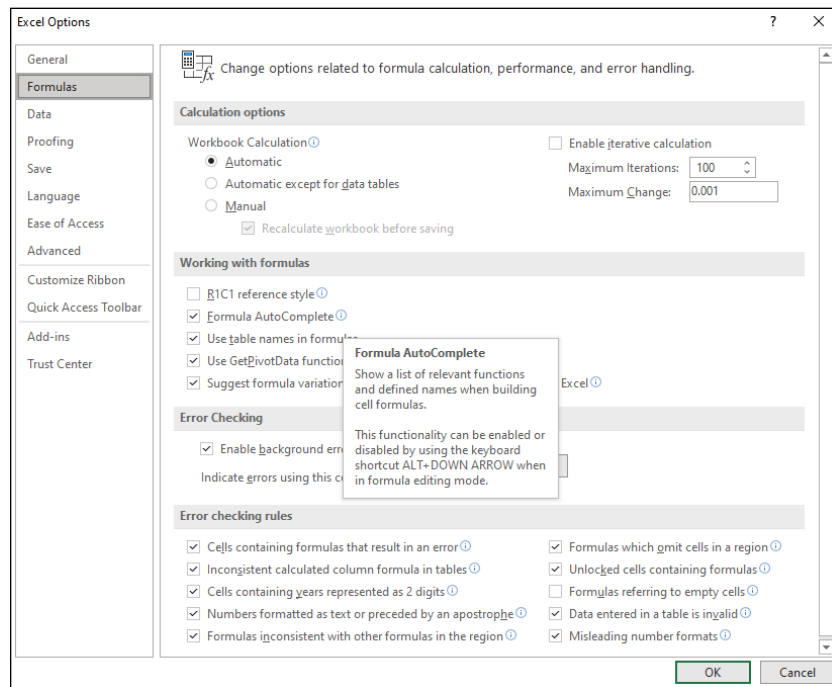 Excel Options
?
General
Formulas
Data
Proofing
Save
Language
Ease of Access
Advanced
Customize Ribbon
Quick Access Toolbar
Add-ins
Trust Center
fx Change options related to formula calculation, performance, and error handling.
Calculation options
Workbook Calculation
Automatic
Automatic except for data tables
Manual
Recalculate workbook before saving
Enable iterative calculation
Maximum Iterations: 100
Maximum Change: 0.001
Working with formulas
R1C1 reference style
Formula AutoComplete
Use table names in formulas
Use GetPivotData function
Suggest formula variation
Excel
Formula AutoComplete
Show a list of relevant functions
and defined names when building
cell formulas.
This functionality can be enabled or
disabled by using the keyboard
shortcut ALT+DOWN ARROW when
in formula editing mode.
Error Checking
Enable background
Indicate errors using this
Error checking rules
Cells containing formulas that result in an error
Inconsistent calculated column formula in tables
Cells containing years represented as 2 digits
Numbers formatted as text or preceded by an apostrophe
Formulas inconsistent with other formulas in the region
Formulas which omit cells in a region
Unlocked cells containing formulas
Formulas referring to empty cells
Data entered in a table is invalid
Misleading number formats
OK
Cancel